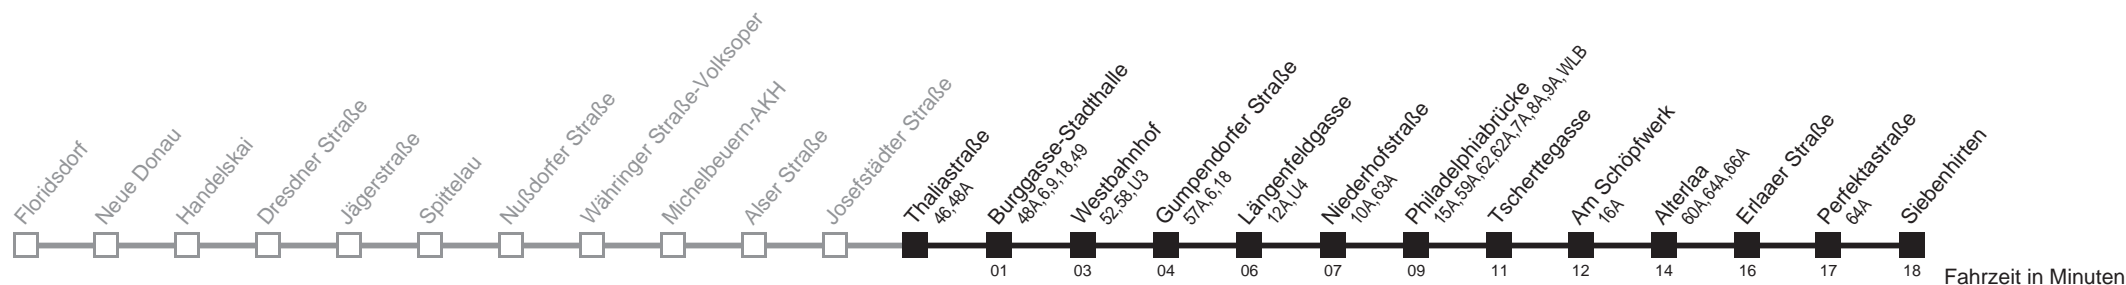 Floridsdorf
Neue Donau
Handelskai
Dresdner Straße
Jägerstraße
Spittelau
Nußdorfer Straße
Währinger Straße-Volksoper
Michelbeuern-AKH
Alser Straße
Josefstädter Straße
Thaliastraße
46,48A
Burggasse-Stadthalle
48A,6,9,18,49
Westbahnhof
52,58,U3
Gumpendorfer Straße
57A,6,18
Längenfeldgasse
12A,U4
Niederhofstraße
10A,63A
Philadelphiabrücke
15A,59A,62,62A,7A,8A,9A,WLB
Tscherttegasse
Am Schöpfwerk
16A
Alterlaa
60A,64A,66A
Erlaaer Straße
Perfektastraße
64A
Siebenhirten
01 03 04 06 07 09 11 12 14 16 17 18
Fahrzeit in Minuten